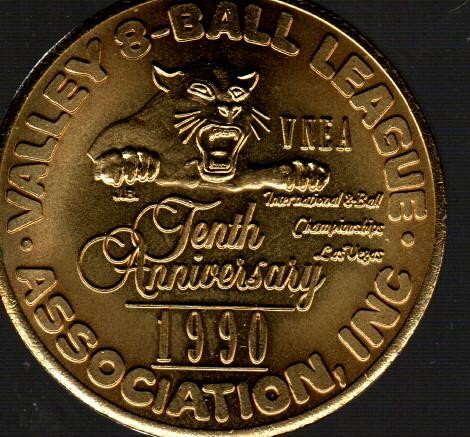 VALLEY 8-BALL LEAGUE
VNEA
International 8-Ball
Championships
Las Vegas
Tenth
Anniversary
1990
ASSOCIATION, INC